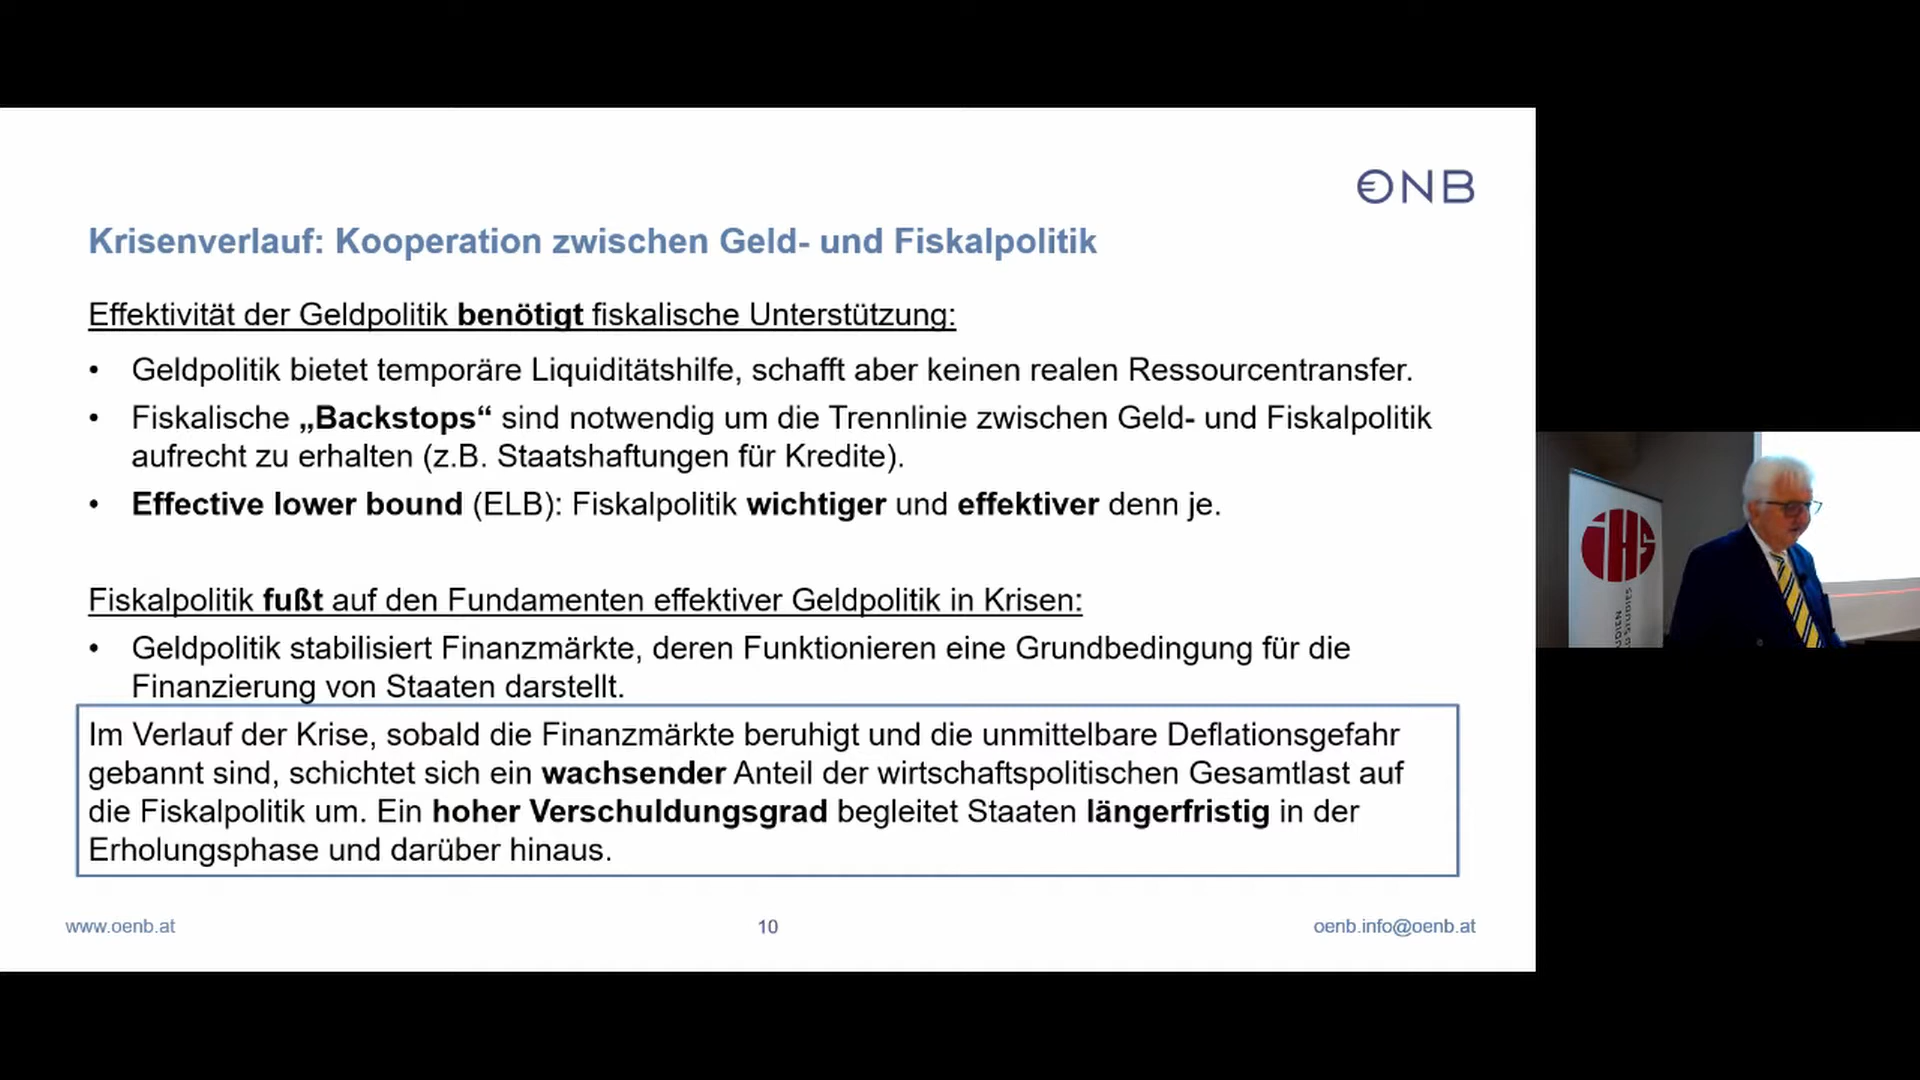 €NB
Krisenverlauf: Kooperation zwischen Geld- und Fiskalpolitik
Effektivität der Geldpolitik benötigt fiskalische Unterstützung:
• Geldpolitik bietet temporäre Liquiditätshilfe, schafft aber keinen realen Ressourcentransfer.
• Fiskalische „Backstops“ sind notwendig um die Trennlinie zwischen Geld- und Fiskalpolitik
aufrecht zu erhalten (z.B. Staatshaftungen für Kredite).
• Effective lower bound (ELB): Fiskalpolitik wichtiger und effektiver denn je.
Fiskalpolitik fußt auf den Fundamenten effektiver Geldpolitik in Krisen:
• Geldpolitik stabilisiert Finanzmärkte, deren Funktionieren eine Grundbedingung für die
Finanzierung von Staaten darstellt.
Im Verlauf der Krise, sobald die Finanzmärkte beruhigt und die unmittelbare Deflationsgefahr
gebannt sind, schichtet sich ein wachsender Anteil der wirtschaftspolitischen Gesamtlast auf
die Fiskalpolitik um. Ein hoher Verschuldungsgrad begleitet Staaten längerfristig in der
Erholungsphase und darüber hinaus.
www.oenb.at
10
oenb.info@oenb.at
iHS
STUDIES